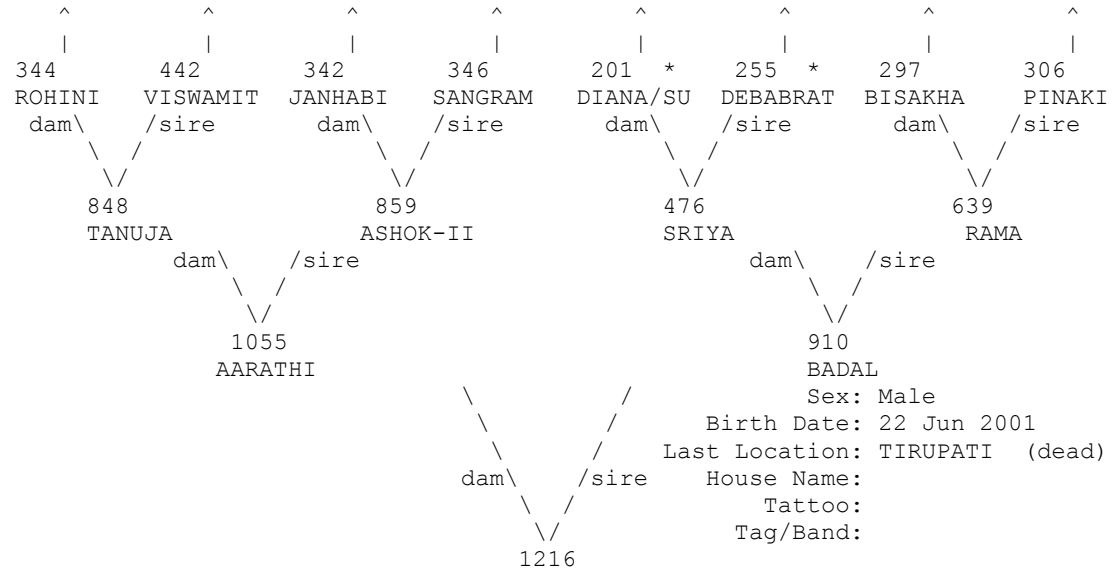 ^ ^ ^ ^ ^ ^ ^ ^
| | | | | | | |
344 442 342 346 201 * 255 * 297 306
ROHINI VISWAMIT JANHABI SANGRAM DIANA/SU DEBABRAT BISAKHA PINAKI
dam\ /sire dam\ /sire dam\ /sire dam\ /sire
\ / \ / \ / \ /
\/ \/ \/ \/
848 859 476 639
TANUJA ASHOK-II SRIYA RAMA
dam\ /sire dam\ /sire
\ / \ /
\/ \/
1055 910
AARATHI BADAL
\ / Sex: Male
\ / Birth Date: 22 Jun 2001
\ / Last Location: TIRUPATI (dead)
dam\ /sire House Name:
\ / Tattoo:
\/ Tag/Band:
1216